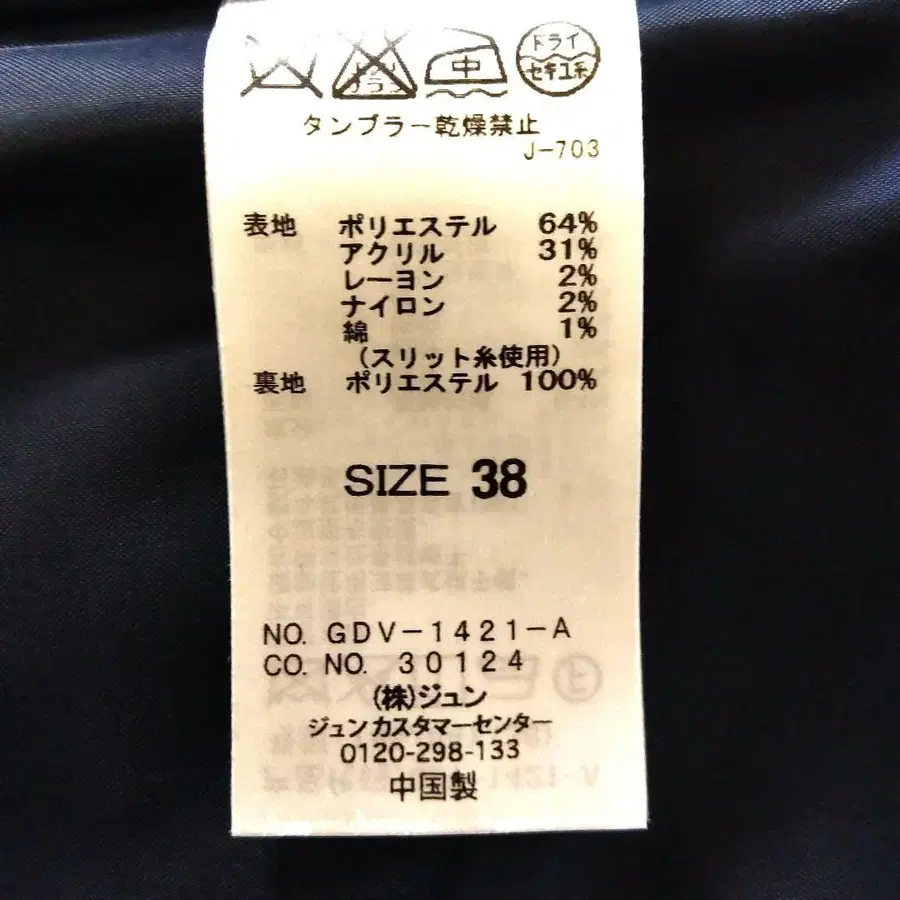 中 ドライ
セキユ系
タンブラー乾燥禁止
J-703
表地 ポリエステル 64%
アクリル 31%
レーヨン 2%
ナイロン 2%
綿 1%
(スリット糸使用)
裏地 ポリエステル 100%
SIZE 38
NO. GDV-1421-A
CO. NO. 30124
(株)ジュン
ジュンカスタマーセンター
0120-298-133
中国製